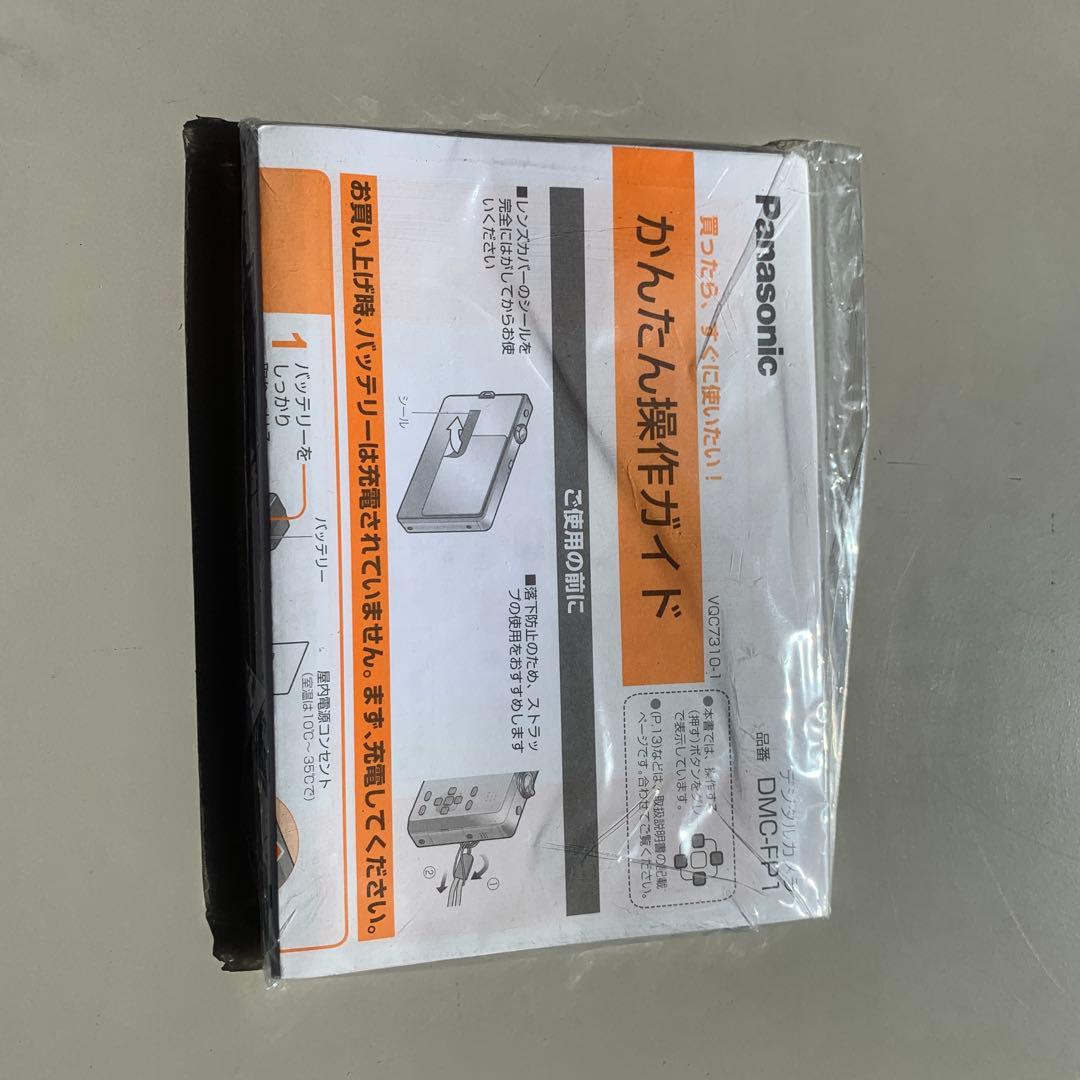 Panasonic
デジタルカメラ
品番 DMC-FP1
買ったら、すぐに使いたい!
かんたん操作ガイド
VQC7310-1
●本書では、操作する
(押す)ボタンを
で表示しています。
●(P.13)などは、取扱説明書の記載
ページです。合わせてご覧ください。
ご使用の前に
■レンズカバーのシールを
完全にはがしてからお使
いください
シール
■落下防止のため、ストラッ
プの使用をおすすめします
①
②
お買い上げ時、バッテリーは充電されていません。まず、充電してください。
1
バッテリーを
しっかり
バッテリー
屋内電源コンセント
(室温は10℃~35℃で)